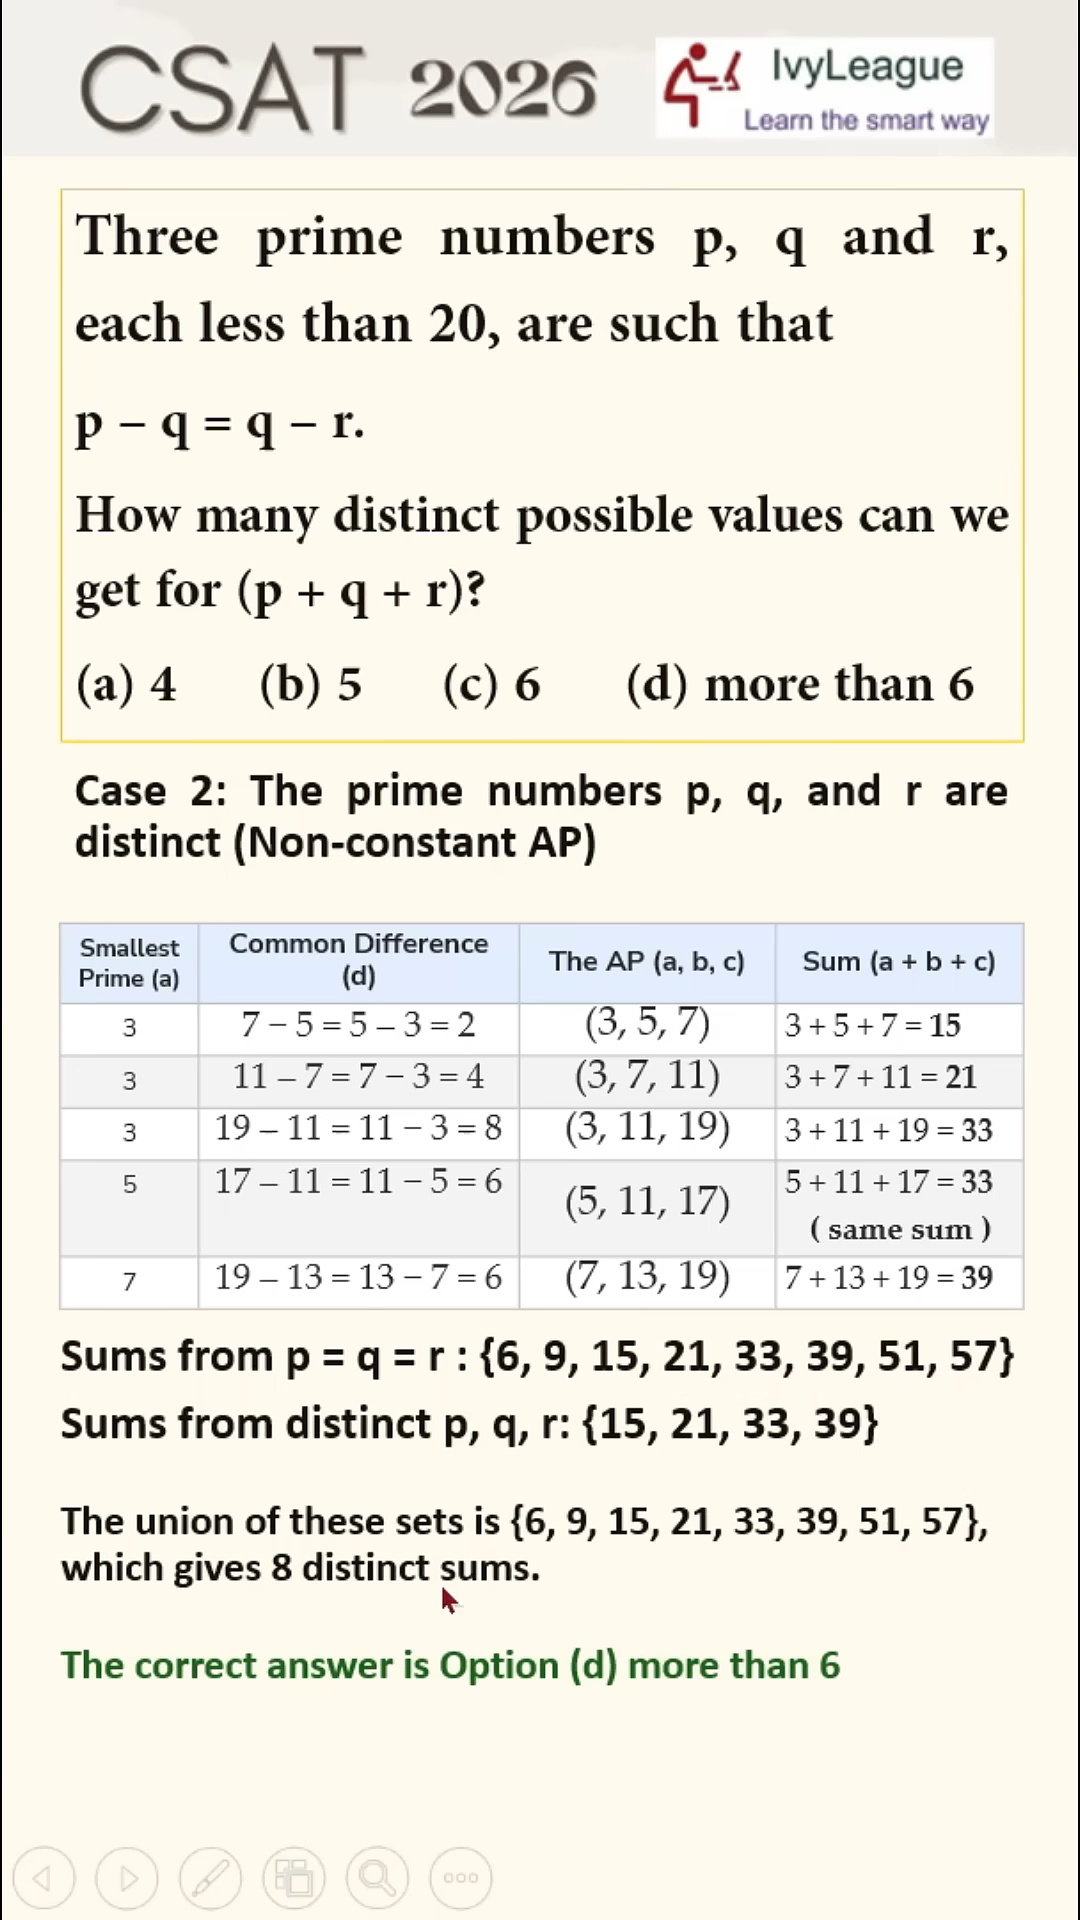 CSAT 2026
IvyLeague
Learn the smart way
Three prime numbers p, q and r,
each less than 20, are such that
p – q = q – r.
How many distinct possible values can we
get for (p + q + r)?
(a) 4 (b) 5 (c) 6 (d) more than 6
Case 2: The prime numbers p, q, and r are
distinct (Non-constant AP)
Smallest Prime (a) Common Difference (d) The AP (a, b, c) Sum (a + b + c)
3 7 – 5 = 5 – 3 = 2 (3, 5, 7) 3 + 5 + 7 = 15
3 11 – 7 = 7 – 3 = 4 (3, 7, 11) 3 + 7 + 11 = 21
3 19 – 11 = 11 – 3 = 8 (3, 11, 19) 3 + 11 + 19 = 33
5 17 – 11 = 11 – 5 = 6 (5, 11, 17) 5 + 11 + 17 = 33
( same sum )
7 19 – 13 = 13 – 7 = 6 (7, 13, 19) 7 + 13 + 19 = 39
Sums from p = q = r : {6, 9, 15, 21, 33, 39, 51, 57}
Sums from distinct p, q, r: {15, 21, 33, 39}
The union of these sets is {6, 9, 15, 21, 33, 39, 51, 57},
which gives 8 distinct sums.
The correct answer is Option (d) more than 6